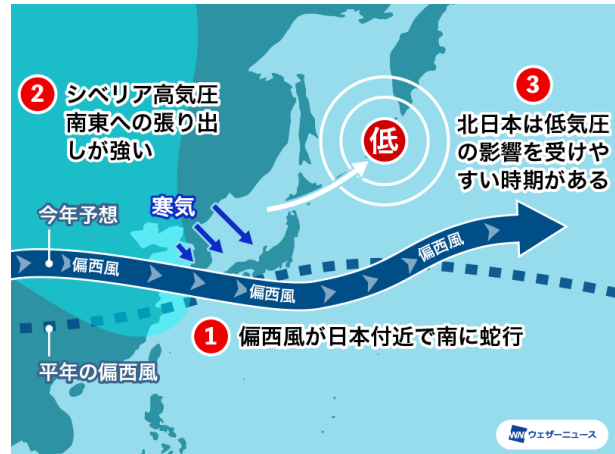 2 シベリア高気圧
南東への張り出
しが強い
低
3
北日本は低気圧
の影響を受けや
すい時期がある
今年予想
寒気
偏西風
偏西風
偏西風
1 偏西風が日本付近で南に蛇行
平年の偏西風
WN ウェザーニュース